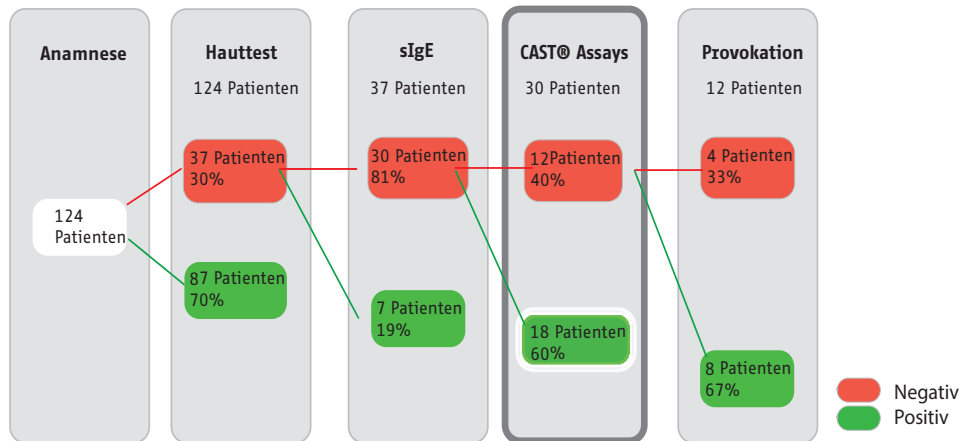 Anamnese
Hauttest
sIgE
CAST® Assays
Provokation
124 Patienten
37 Patienten
30 Patienten
12 Patienten
37 Patienten
30%
30 Patienten
81%
12Patienten
40%
4 Patienten
33%
124
Patienten
87 Patienten
70%
7 Patienten
19%
18 Patienten
60%
8 Patienten
67%
Negativ
Positiv